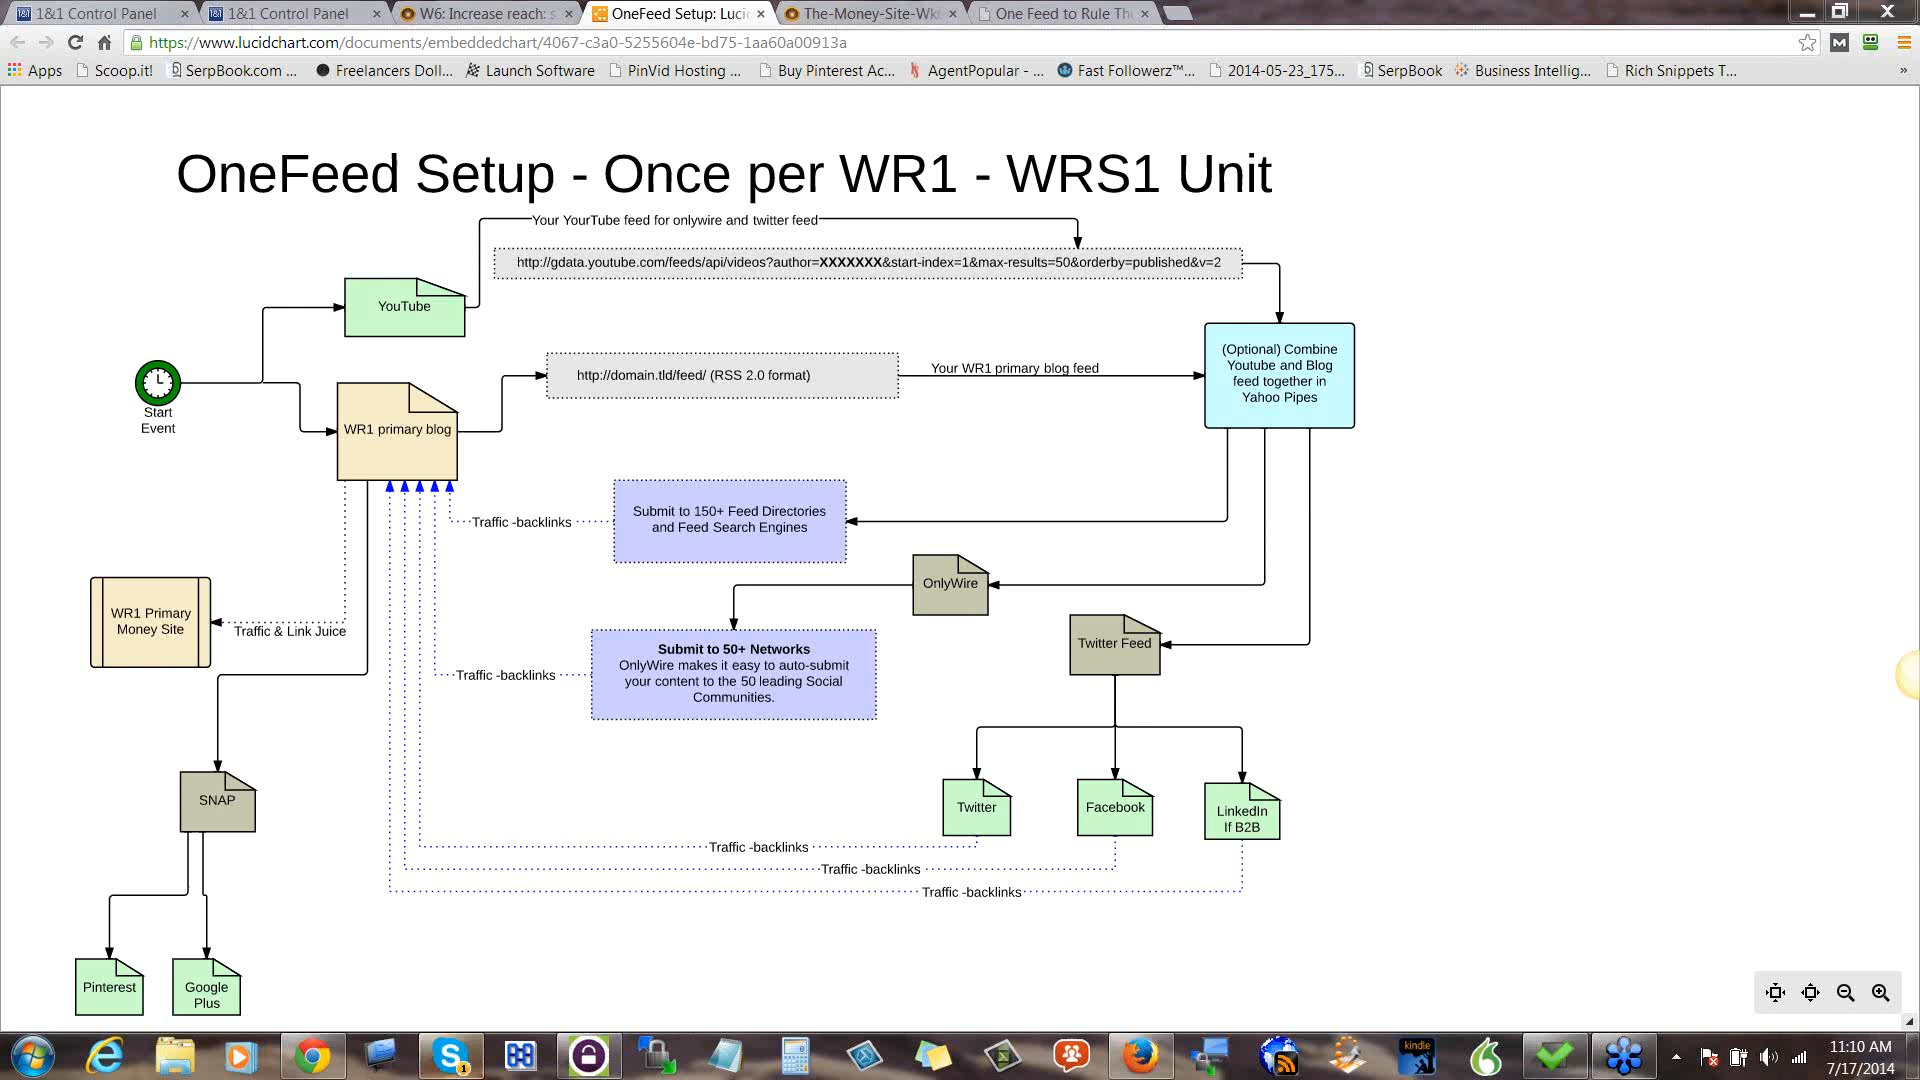 1&1 Control Panel
1&1 Control Panel
W6: Increase reach: s
OneFeed Setup: Luci
The-Money-Site-Wk
One Feed to Rule Th
https://www.lucidchart.com/documents/embeddedchart/4067-c3a0-5255604e-bd75-1aa60a00913a
Apps
Scoop.it!
SerpBook.com ...
Freelancers Doll...
Launch Software
PinVid Hosting ...
Buy Pinterest Ac...
AgentPopular - ...
Fast Followerz™...
2014-05-23_175...
SerpBook
Business Intellig...
Rich Snippets T...
»
OneFeed Setup - Once per WR1 - WRS1 Unit
Your YourTube feed for onlywire and twitter feed
http://gdata.youtube.com/feeds/api/videos?author=XXXXXXX&start-index=1&max-results=50&orderby=published&v=2
YouTube
(Optional) Combine
Youtube and Blog
feed together in
Yahoo Pipes
http://domain.tld/feed/ (RSS 2.0 format)
Your WR1 primary blog feed
Start
Event
WR1 primary blog
Submit to 150+ Feed Directories
and Feed Search Engines
Traffic -backlinks
OnlyWire
WR1 Primary
Money Site
Traffic & Link Juice
Twitter Feed
Submit to 50+ Networks
OnlyWire makes it easy to auto-submit
your content to the 50 leading Social
Communities.
Traffic -backlinks
SNAP
Twitter
Facebook
LinkedIn
If B2B
Traffic -backlinks
Traffic -backlinks
Traffic -backlinks
Pinterest
Google
Plus
kindle
11:10 AM
7/17/2014